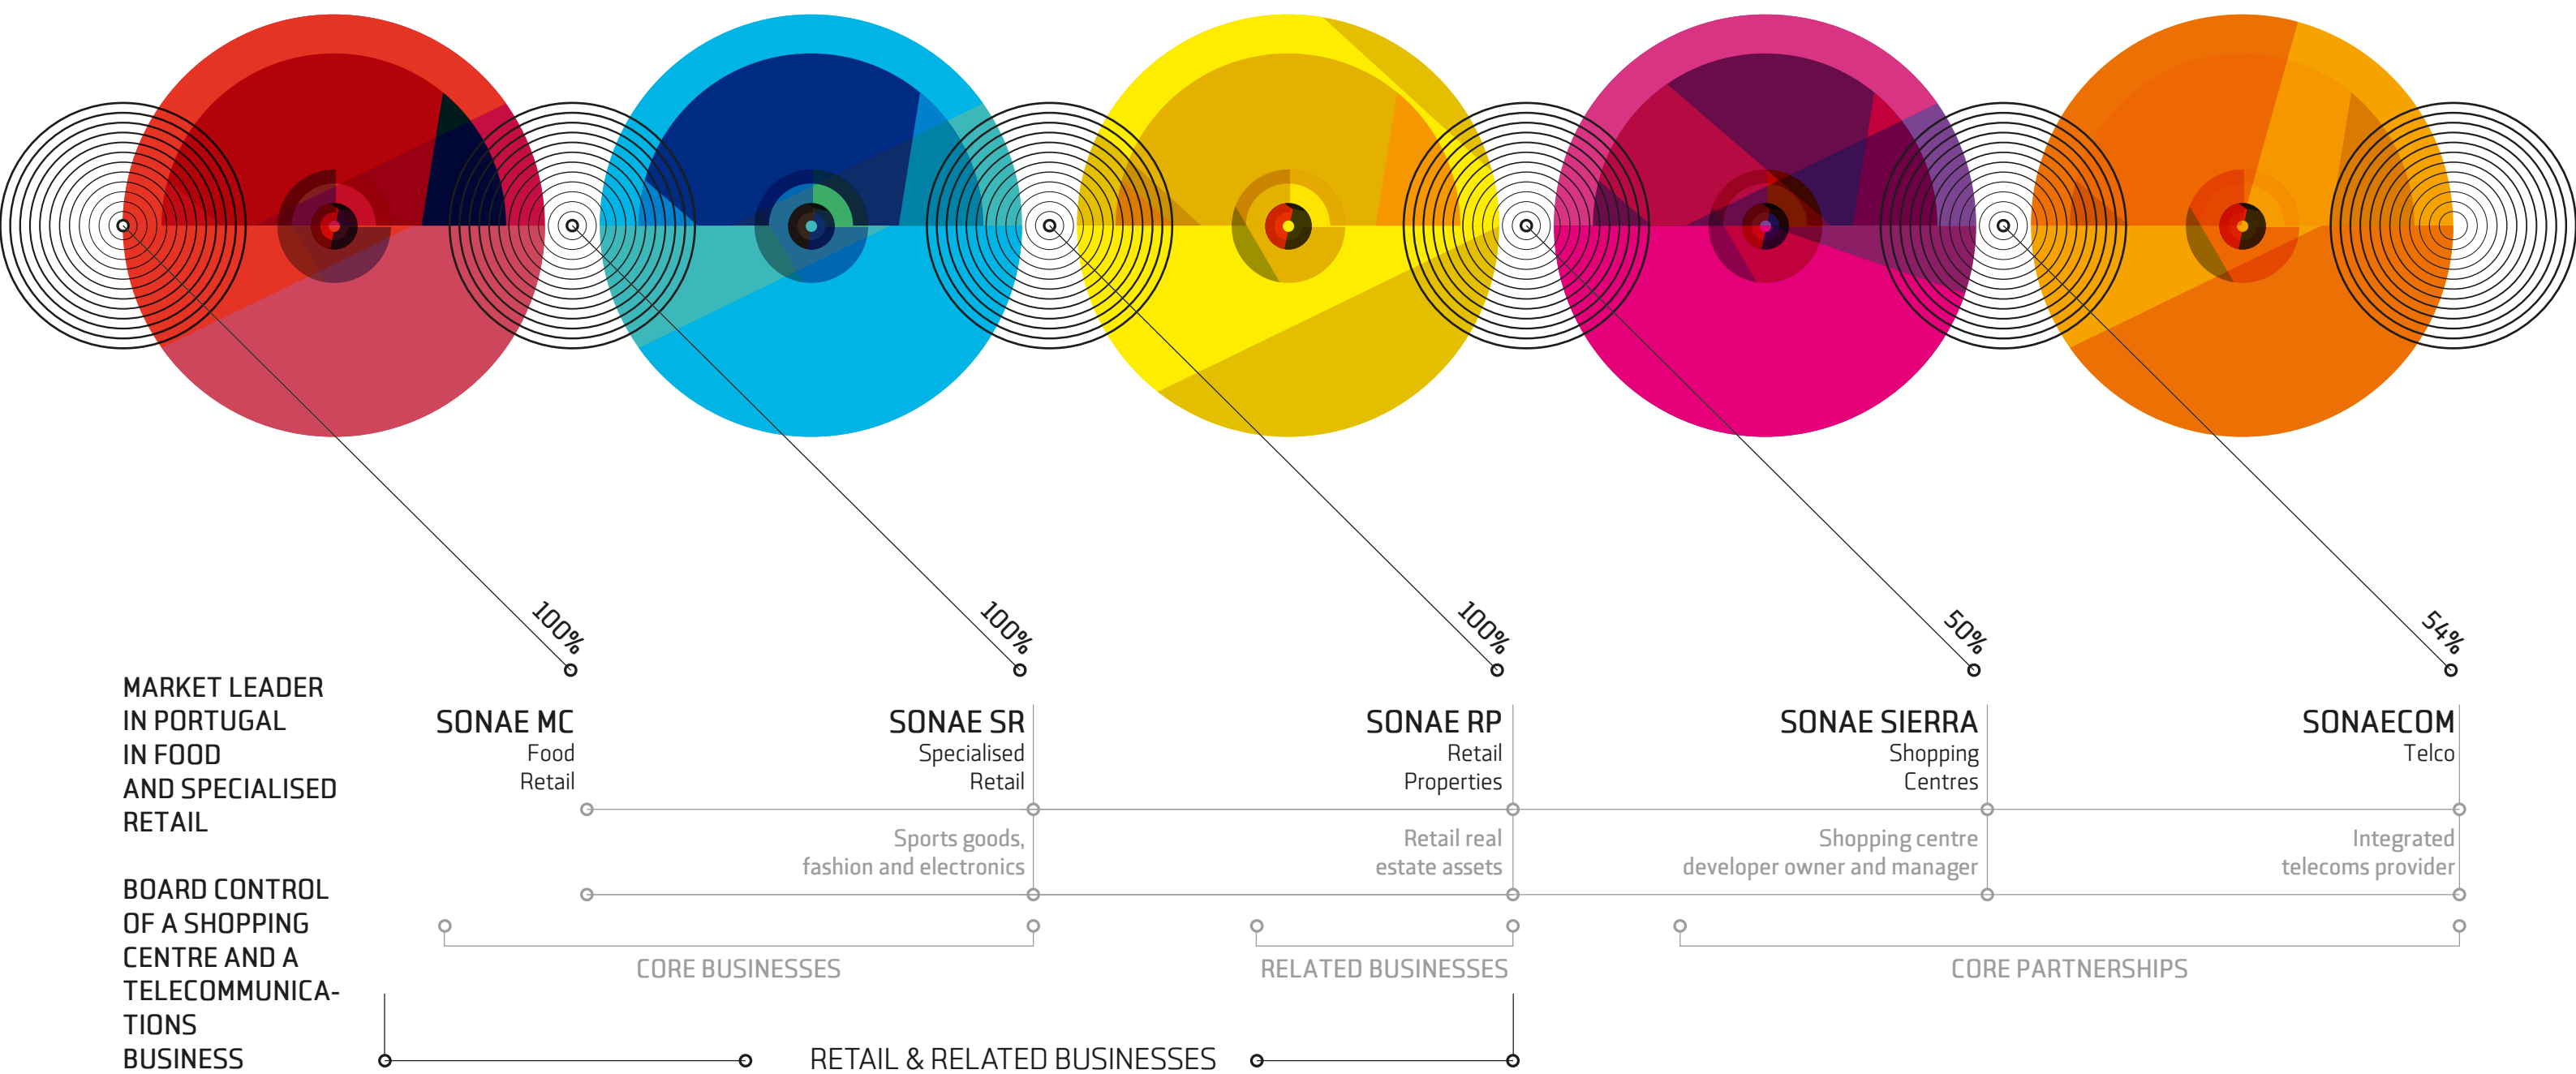 100%
100%
100%
50%
54%
MARKET LEADER
IN PORTUGAL
IN FOOD
AND SPECIALISED
RETAIL
BOARD CONTROL
OF A SHOPPING
CENTRE AND A
TELECOMMUNICA-
TIONS
BUSINESS
SONAE MC
Food
Retail
SONAE SR
Specialised
Retail
Sports goods,
fashion and electronics
SONAE RP
Retail
Properties
Retail real
estate assets
SONAE SIERRA
Shopping
Centres
Shopping centre
developer owner and manager
SONAECOM
Telco
Integrated
telecoms provider
CORE BUSINESSES
RELATED BUSINESSES
CORE PARTNERSHIPS
RETAIL & RELATED BUSINESSES